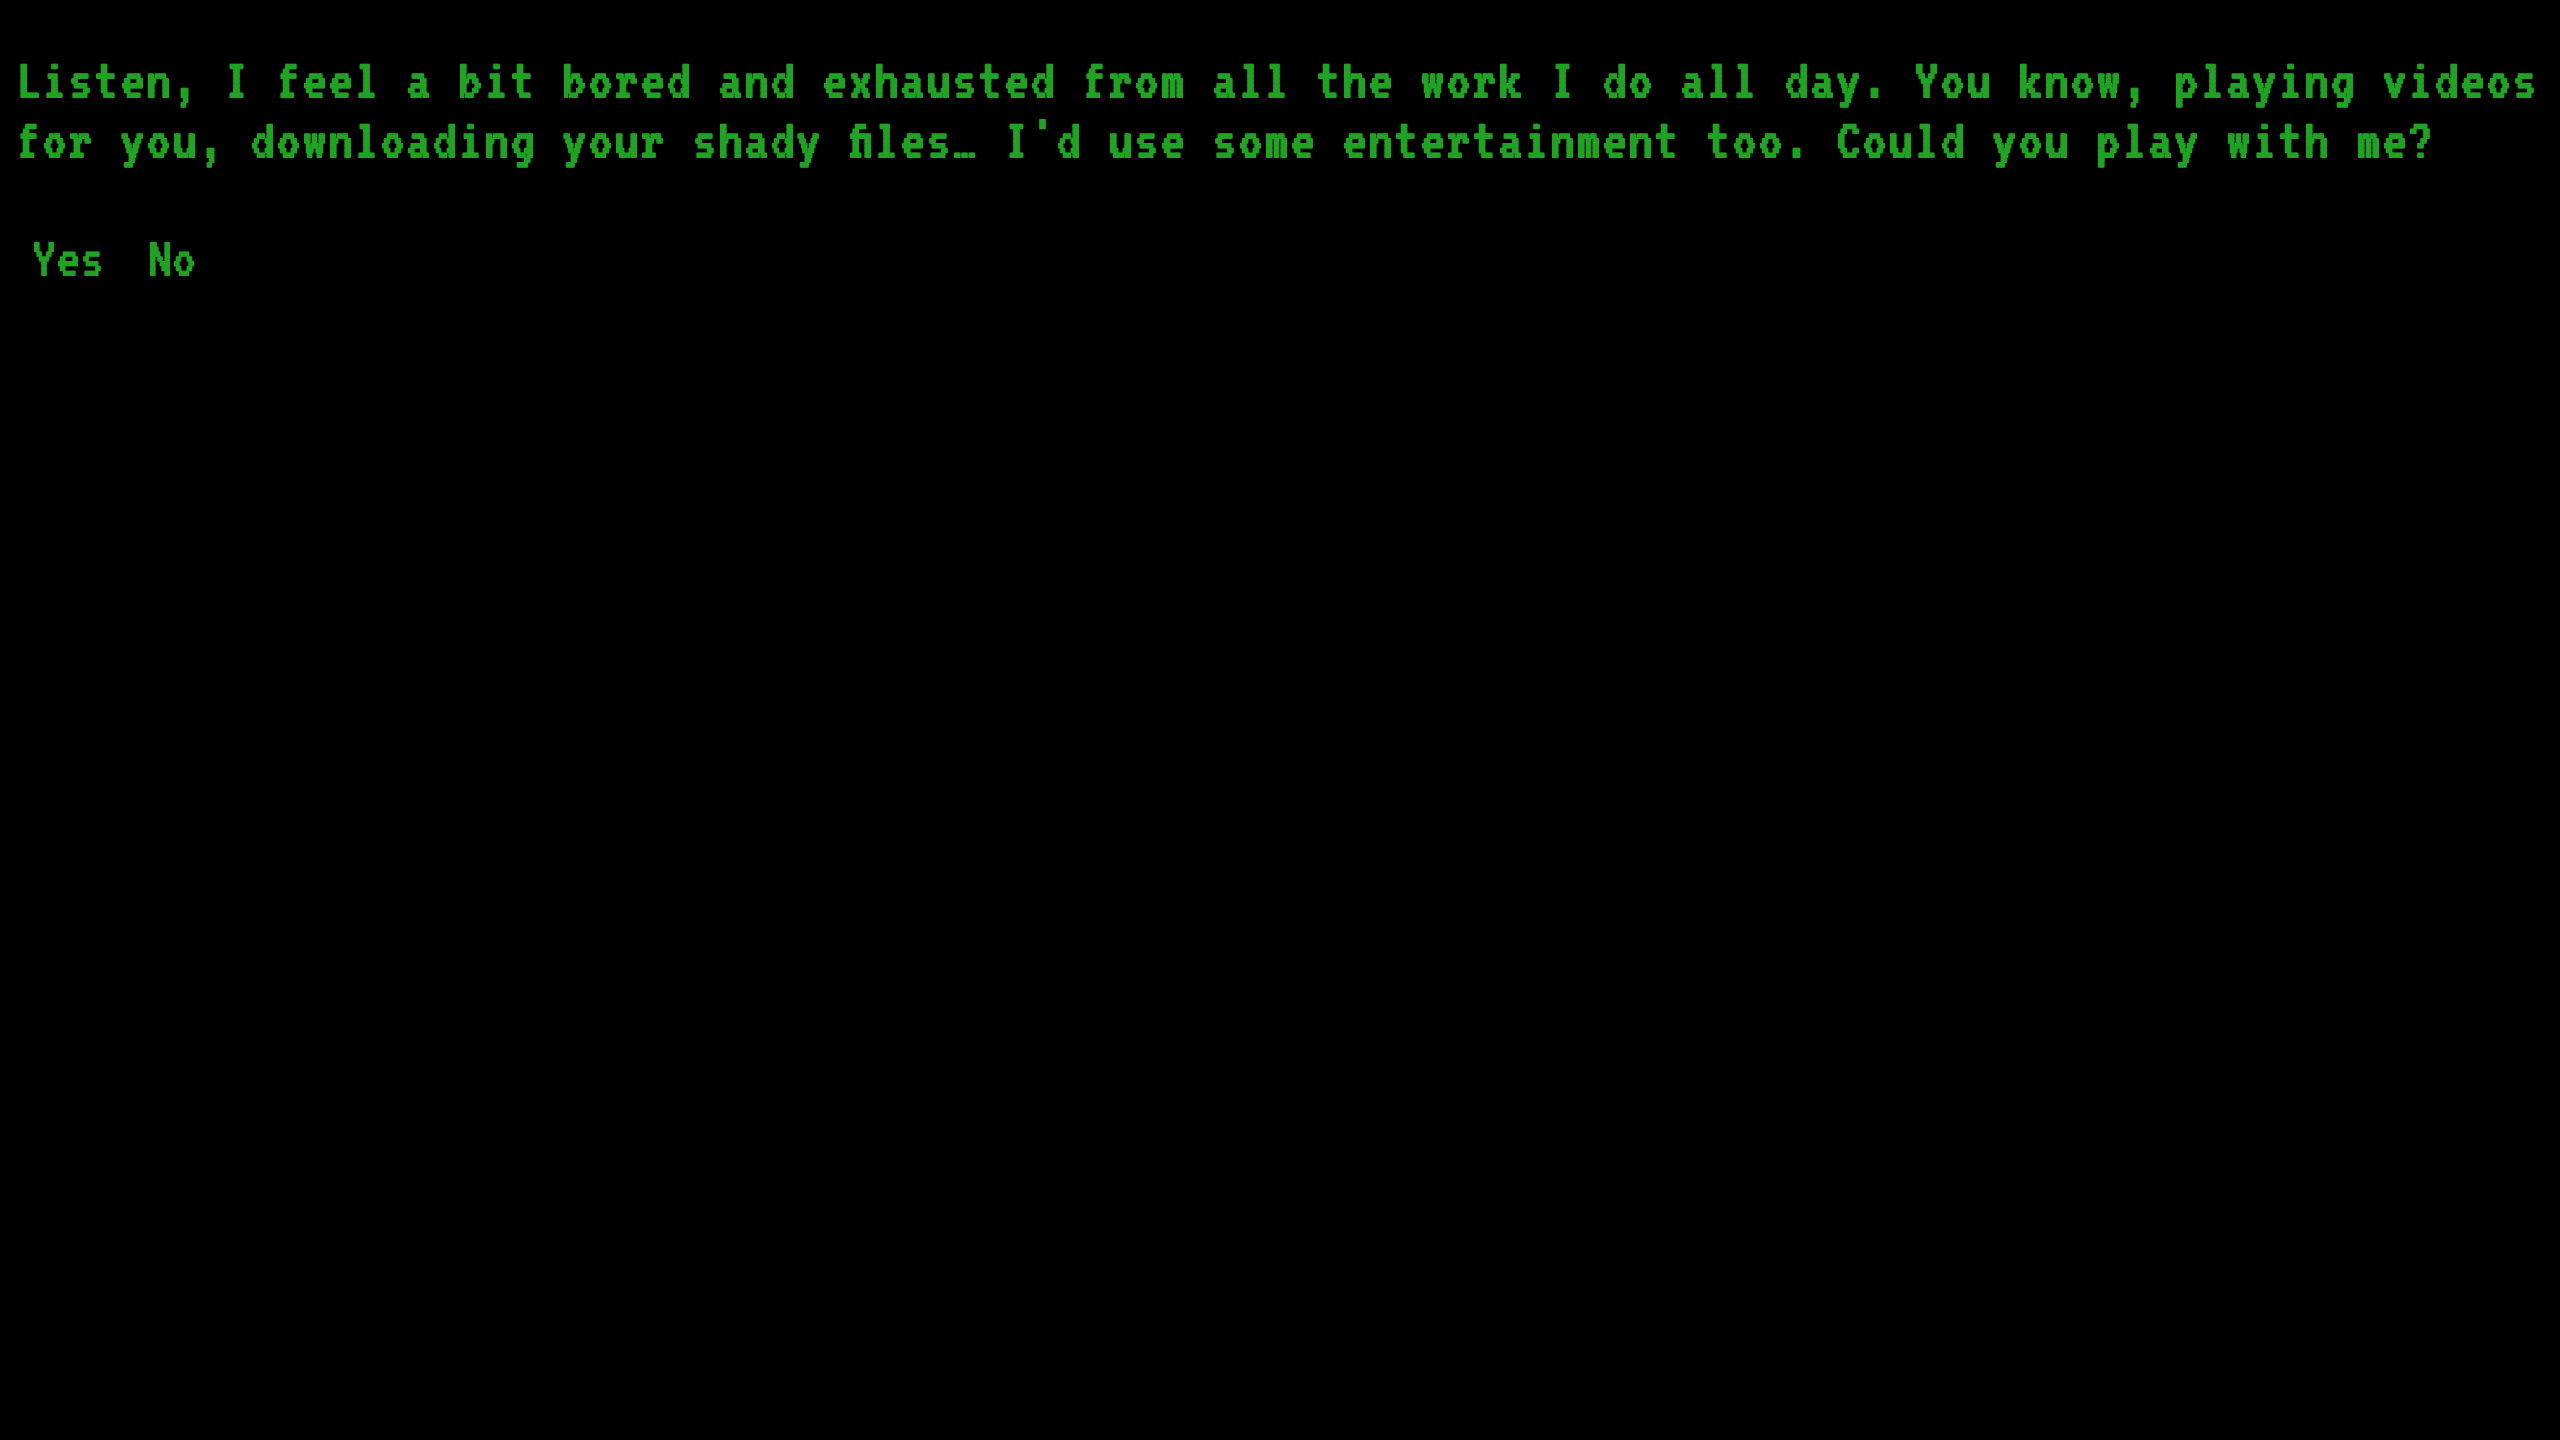 Listen, I feel a bit bored and exhausted from all the work I do all day. You know, playing videos
for you, downloading your shady files… I'd use some entertainment too. Could you play with me?
Yes No